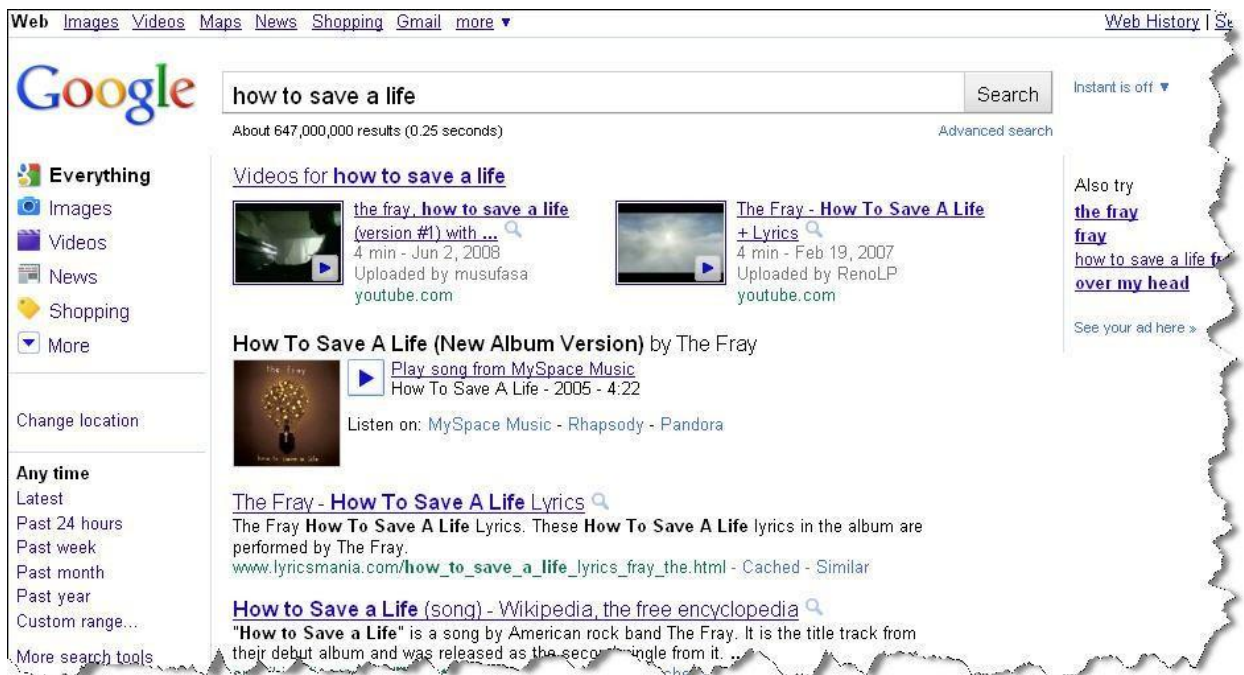 Web Images Videos Maps News Shopping Gmail more ▼
Web History |
Google
how to save a life
Search
Instant is off ▼
About 647,000,000 results (0.25 seconds)
Advanced search
Everything
Images
Videos
News
Shopping
More
Change location
Any time
Latest
Past 24 hours
Past week
Past month
Past year
Custom range...
More search tools
Videos for how to save a life
the fray, how to save a life
(version #1) with ...
4 min - Jun 2, 2008
Uploaded by musufasa
youtube.com
The Fray - How To Save A Life
+ Lyrics
4 min - Feb 19, 2007
Uploaded by RenoLP
youtube.com
How To Save A Life (New Album Version) by The Fray
the fray
how to save a life
Play song from MySpace Music
How To Save A Life - 2005 - 4:22
Listen on: MySpace Music - Rhapsody - Pandora
The Fray - How To Save A Life Lyrics
The Fray How To Save A Life Lyrics. These How To Save A Life lyrics in the album are
performed by The Fray.
www.lyricsmania.com/how_to_save_a_life_lyrics_fray_the.html - Cached - Similar
How to Save a Life (song) - Wikipedia, the free encyclopedia
"How to Save a Life" is a song by American rock band The Fray. It is the title track from
their debut album and was released as the second single from it. ...
Also try
the fray
fray
how to save a life
over my head
See your ad here »